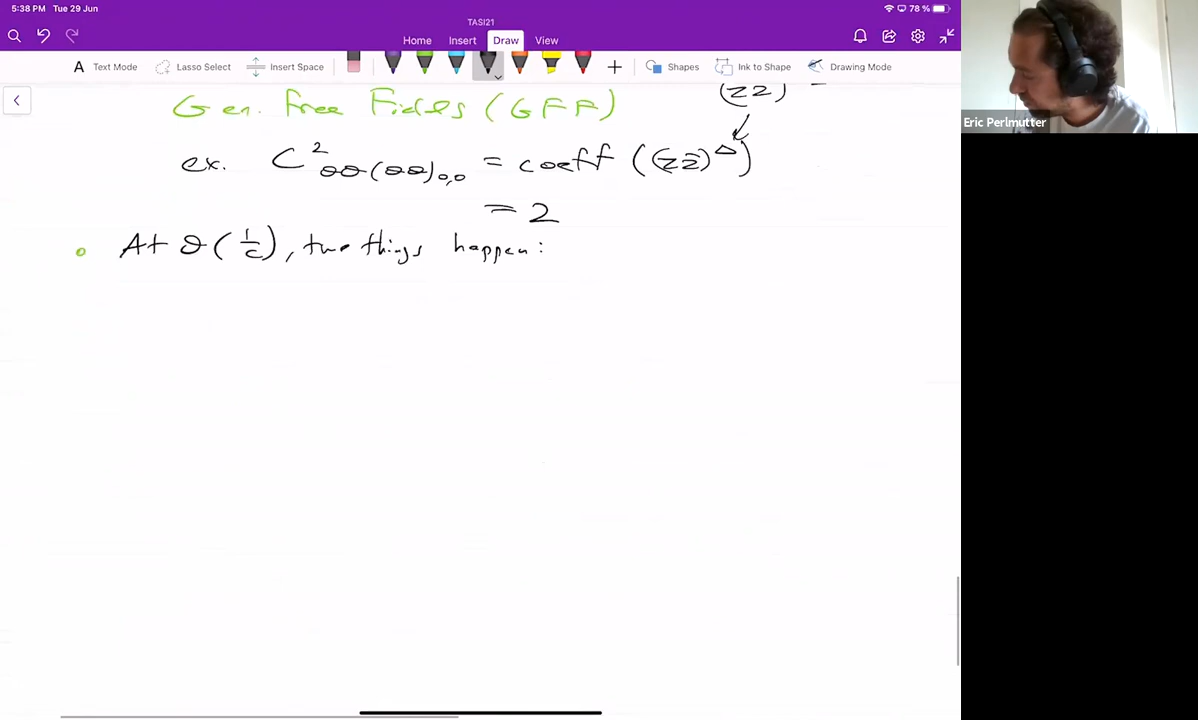 5:38 PM Tue 29 Jun
78 %
TASI21
Home Insert Draw View
A Text Mode Lasso Select Insert Space Shapes Ink to Shape Drawing Mode
Eric Perlmutter
Gen. Free Fields (GFF)
(z z̄)
ex. C²_{OO(OO)_{0,0}} = coeff ((z z̄)^Δ)
= 2
∘ At O(1/c), two things happen: